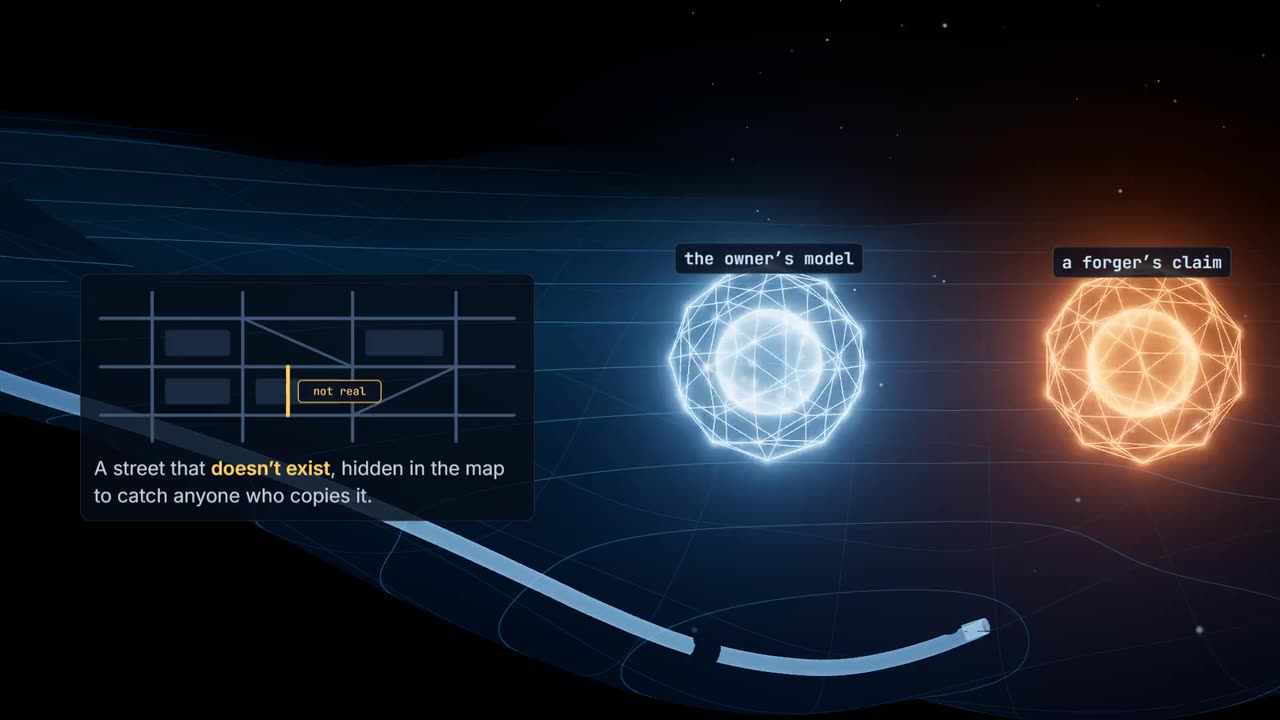 the owner’s model
a forger’s claim
not real
A street that doesn’t exist, hidden in the map
to catch anyone who copies it.